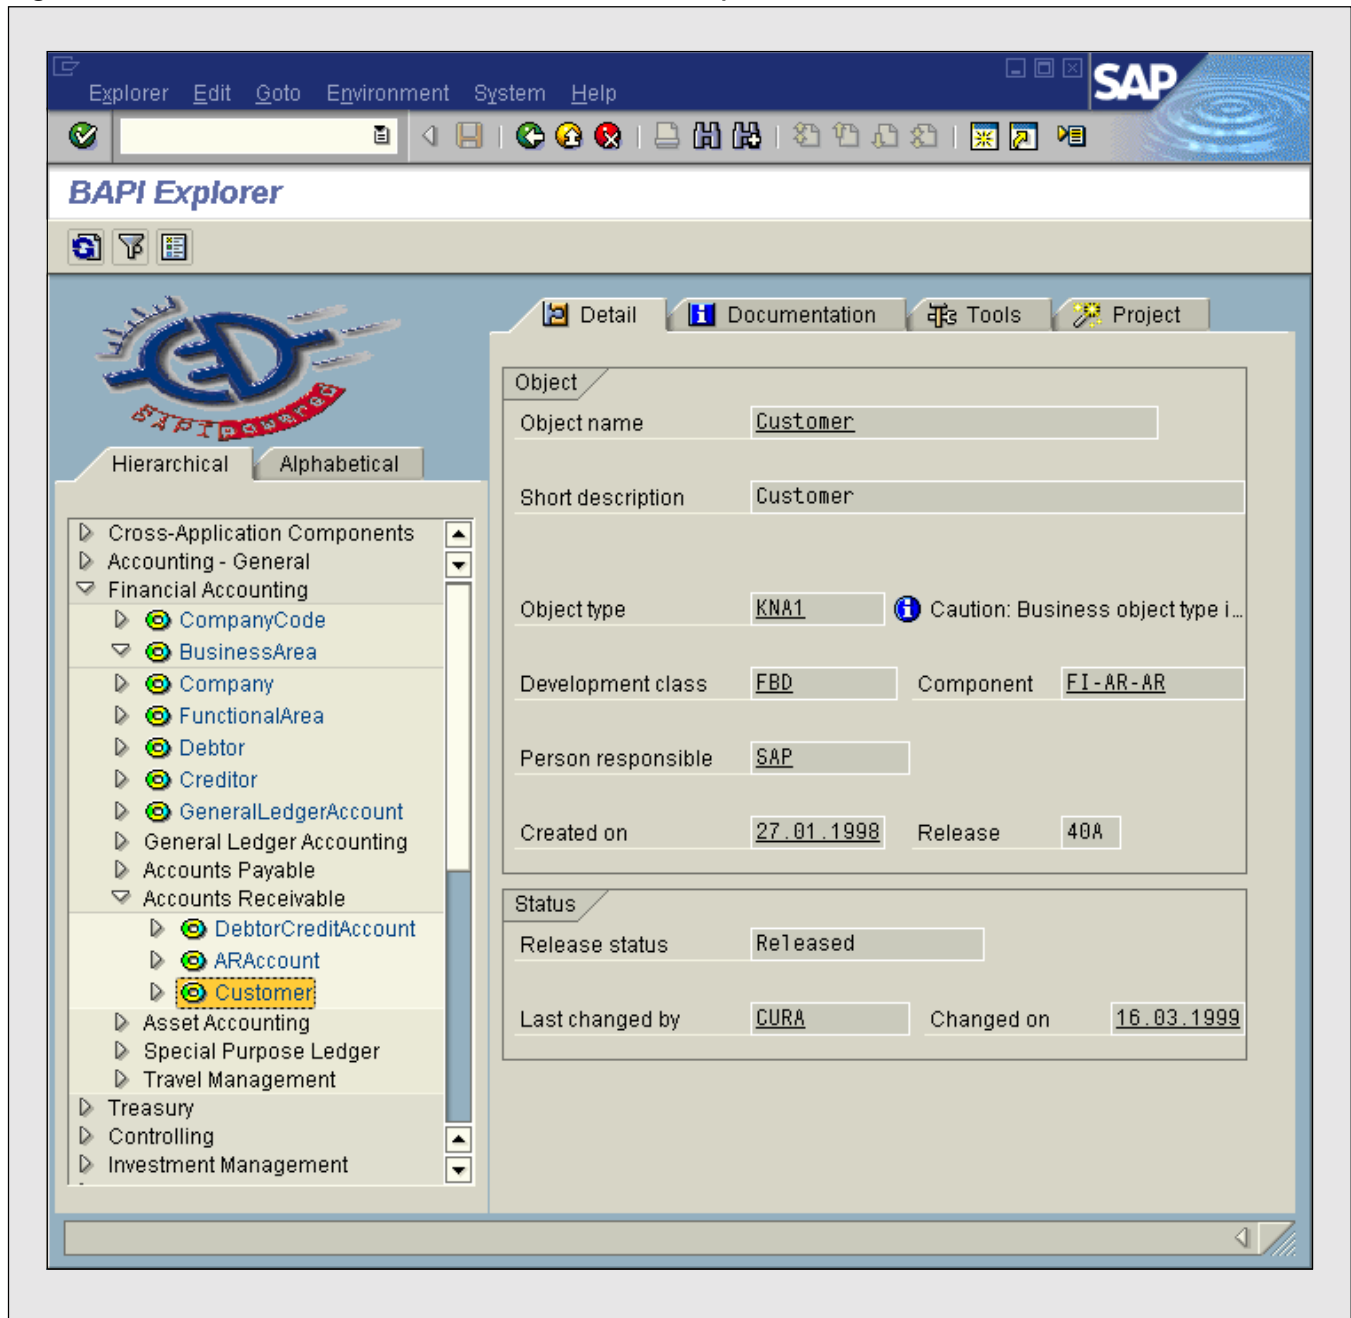 Explorer Edit Goto Environment System Help
SAP
BAPI Explorer
BAPI powered
Hierarchical Alphabetical
Cross-Application Components
Accounting - General
Financial Accounting
CompanyCode
BusinessArea
Company
FunctionalArea
Debtor
Creditor
GeneralLedgerAccount
General Ledger Accounting
Accounts Payable
Accounts Receivable
DebtorCreditAccount
ARAccount
Customer
Asset Accounting
Special Purpose Ledger
Travel Management
Treasury
Controlling
Investment Management
Detail Documentation Tools Project
Object
Object name Customer
Short description Customer
Object type KNA1 Caution: Business object type i...
Development class FBD Component FI-AR-AR
Person responsible SAP
Created on 27.01.1998 Release 40A
Status
Release status Released
Last changed by CURA Changed on 16.03.1999